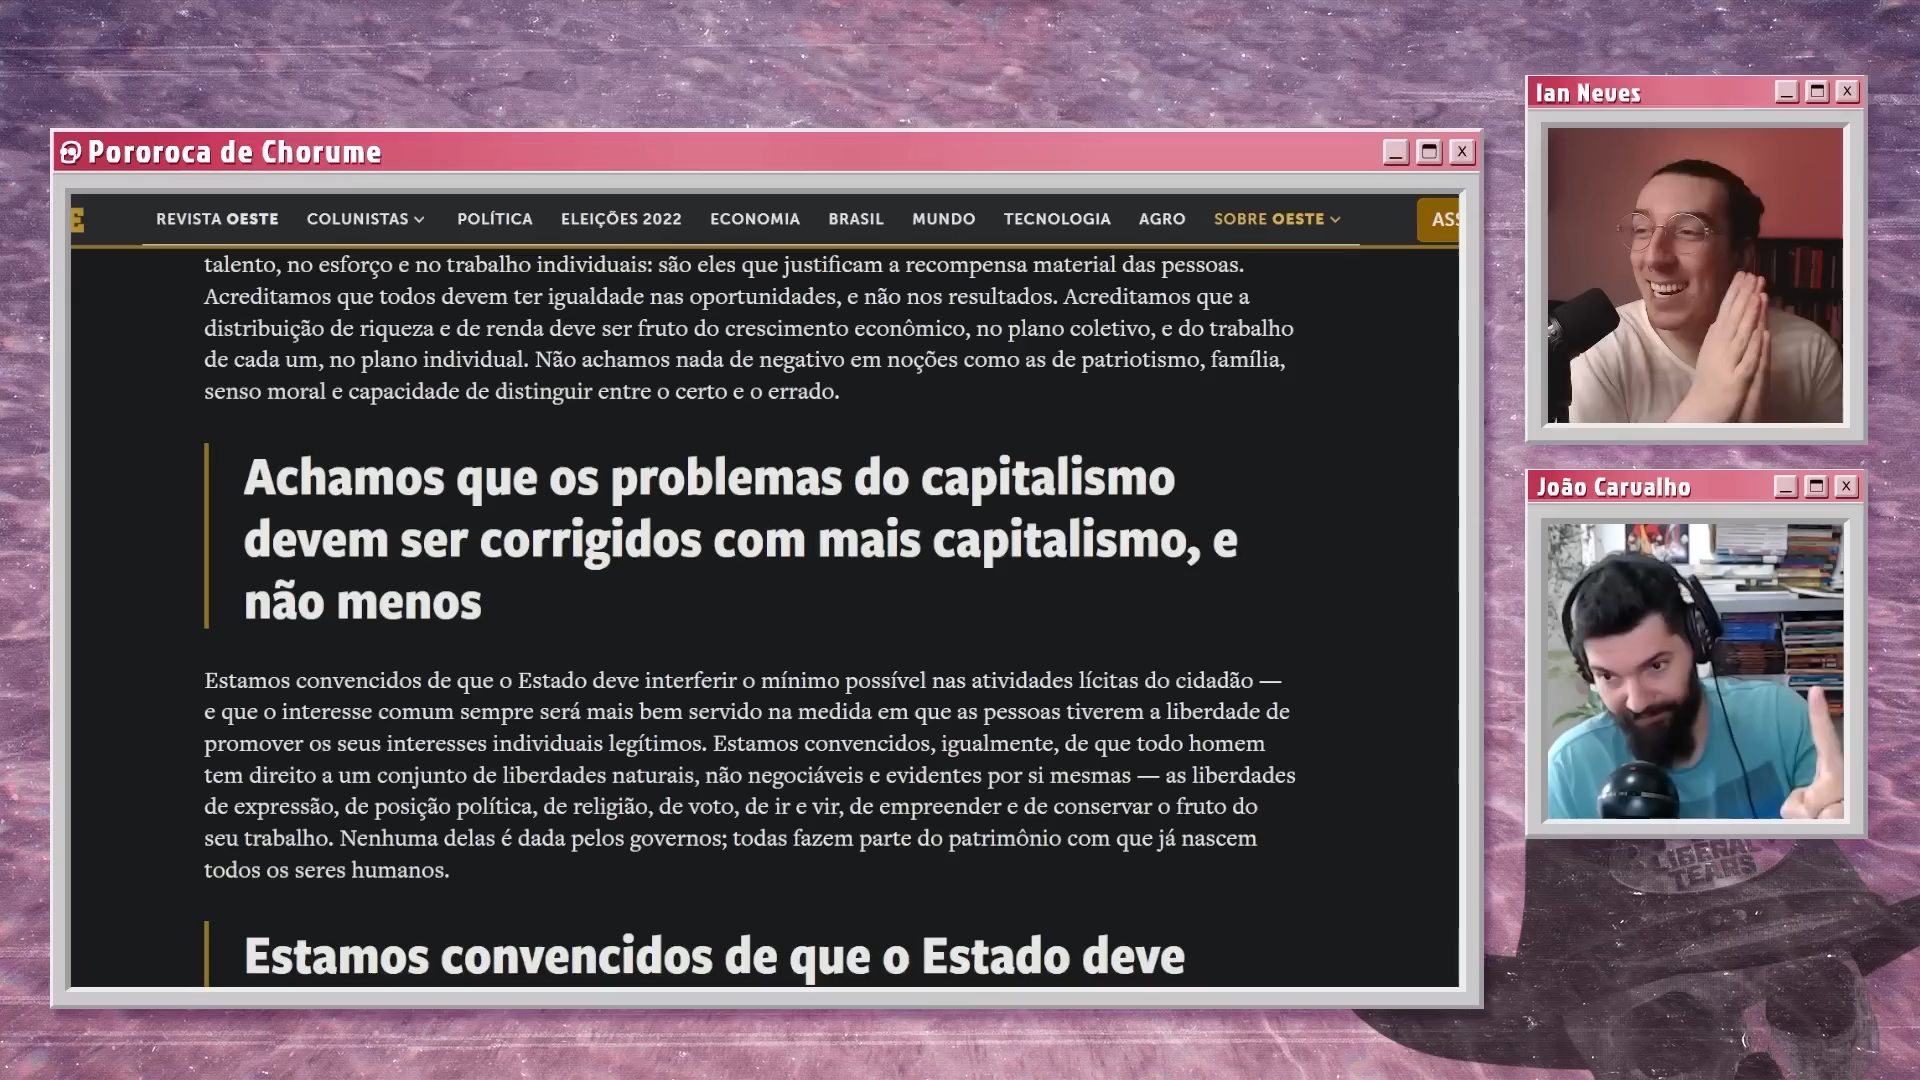 Pororoca de Chorume
E
REVISTA OESTE COLUNISTAS POLÍTICA ELEIÇÕES 2022 ECONOMIA BRASIL MUNDO TECNOLOGIA AGRO SOBRE OESTE ASS
talento, no esforço e no trabalho individuais: são eles que justificam a recompensa material das pessoas.
Acreditamos que todos devem ter igualdade nas oportunidades, e não nos resultados. Acreditamos que a
distribuição de riqueza e de renda deve ser fruto do crescimento econômico, no plano coletivo, e do trabalho
de cada um, no plano individual. Não achamos nada de negativo em noções como as de patriotismo, família,
senso moral e capacidade de distinguir entre o certo e o errado.
Achamos que os problemas do capitalismo
devem ser corrigidos com mais capitalismo, e
não menos
Estamos convencidos de que o Estado deve interferir o mínimo possível nas atividades lícitas do cidadão —
e que o interesse comum sempre será mais bem servido na medida em que as pessoas tiverem a liberdade de
promover os seus interesses individuais legítimos. Estamos convencidos, igualmente, de que todo homem
tem direito a um conjunto de liberdades naturais, não negociáveis e evidentes por si mesmas — as liberdades
de expressão, de posição política, de religião, de voto, de ir e vir, de empreender e de conservar o fruto do
seu trabalho. Nenhuma delas é dada pelos governos; todas fazem parte do patrimônio com que já nascem
todos os seres humanos.
Estamos convencidos de que o Estado deve
Ian Neves
João Carvalho
LIBERAL
TEARS